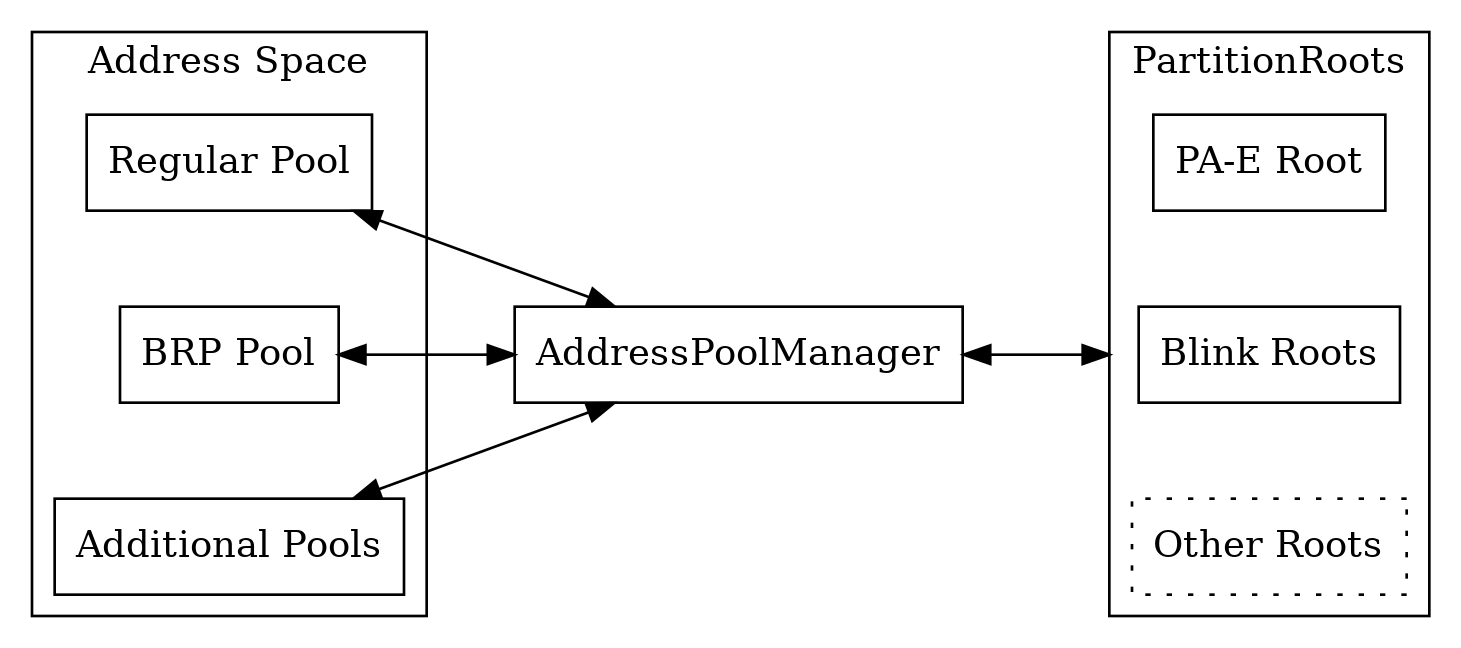 Address Space
Regular Pool
BRP Pool
Additional Pools
AddressPoolManager
PartitionRoots
PA-E Root
Blink Roots
Other Roots